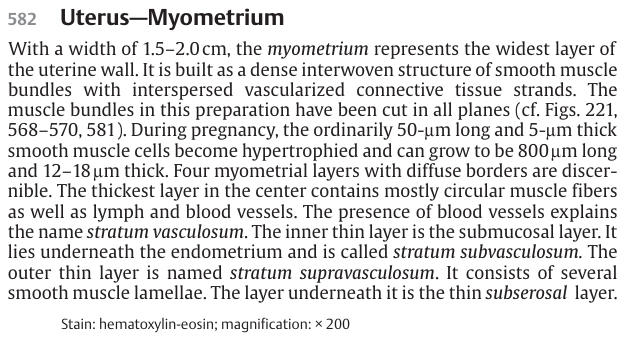 582 Uterus—Myometrium
With a width of 1.5–2.0 cm, the myometrium represents the widest layer of
the uterine wall. It is built as a dense interwoven structure of smooth muscle
bundles with interspersed vascularized connective tissue strands. The
muscle bundles in this preparation have been cut in all planes (cf. Figs. 221,
568–570, 581). During pregnancy, the ordinarily 50-μm long and 5-μm thick
smooth muscle cells become hypertrophied and can grow to be 800 μm long
and 12–18 μm thick. Four myometrial layers with diffuse borders are discer-
nible. The thickest layer in the center contains mostly circular muscle fibers
as well as lymph and blood vessels. The presence of blood vessels explains
the name stratum vasculosum. The inner thin layer is the submucosal layer. It
lies underneath the endometrium and is called stratum subvasculosum. The
outer thin layer is named stratum supravasculosum. It consists of several
smooth muscle lamellae. The layer underneath it is the thin subserosal layer.
Stain: hematoxylin-eosin; magnification: × 200